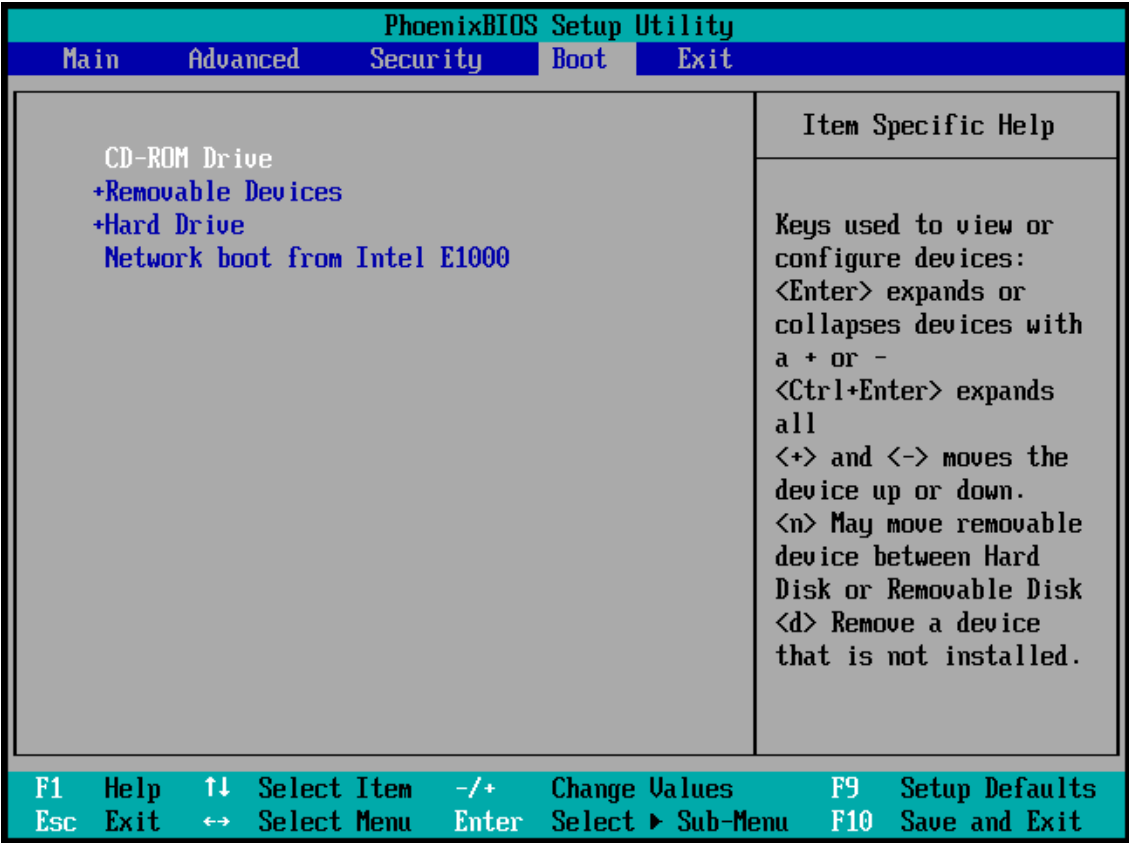 PhoenixBIOS Setup Utility
Main Advanced Security Boot Exit
CD-ROM Drive
+Removable Devices
+Hard Drive
Network boot from Intel E1000
Item Specific Help
Keys used to view or
configure devices:
<Enter> expands or
collapses devices with
a + or -
<Ctrl+Enter> expands
all
<+> and <-> moves the
device up or down.
<n> May move removable
device between Hard
Disk or Removable Disk
<d> Remove a device
that is not installed.
F1 Help ↑↓ Select Item -/+ Change Values F9 Setup Defaults
Esc Exit ↔ Select Menu Enter Select ▶ Sub-Menu F10 Save and Exit